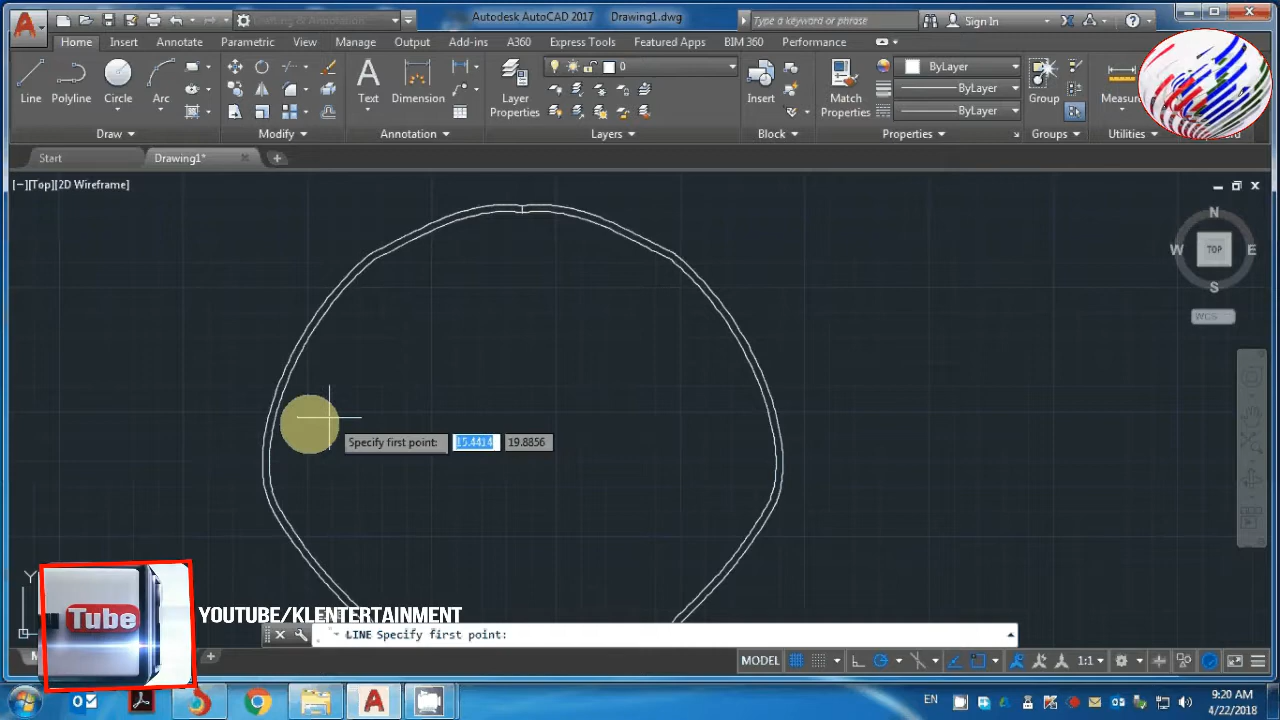 Drafting & Annotation
Autodesk AutoCAD 2017 Drawing1.dwg
Type a keyword or phrase
Sign In
Home Insert Annotate Parametric View Manage Output Add-ins A360 Express Tools Featured Apps BIM 360 Performance
Line Polyline Circle Arc
Text Dimension
Layer Properties
0
Insert
Match Properties
ByLayer
ByLayer
ByLayer
Group
Measure
Draw Modify Annotation Layers Block Properties Groups Utilities
Start Drawing1*
[−][Top][2D Wireframe]
N
W TOP E
S
WCS
Specify first point: 15.4414 19.8856
Y
Tube
YOUTUBE/KLENTERTAINMENT
LINE Specify first point:
MODEL 1:1
EN
9:20 AM
4/22/2018